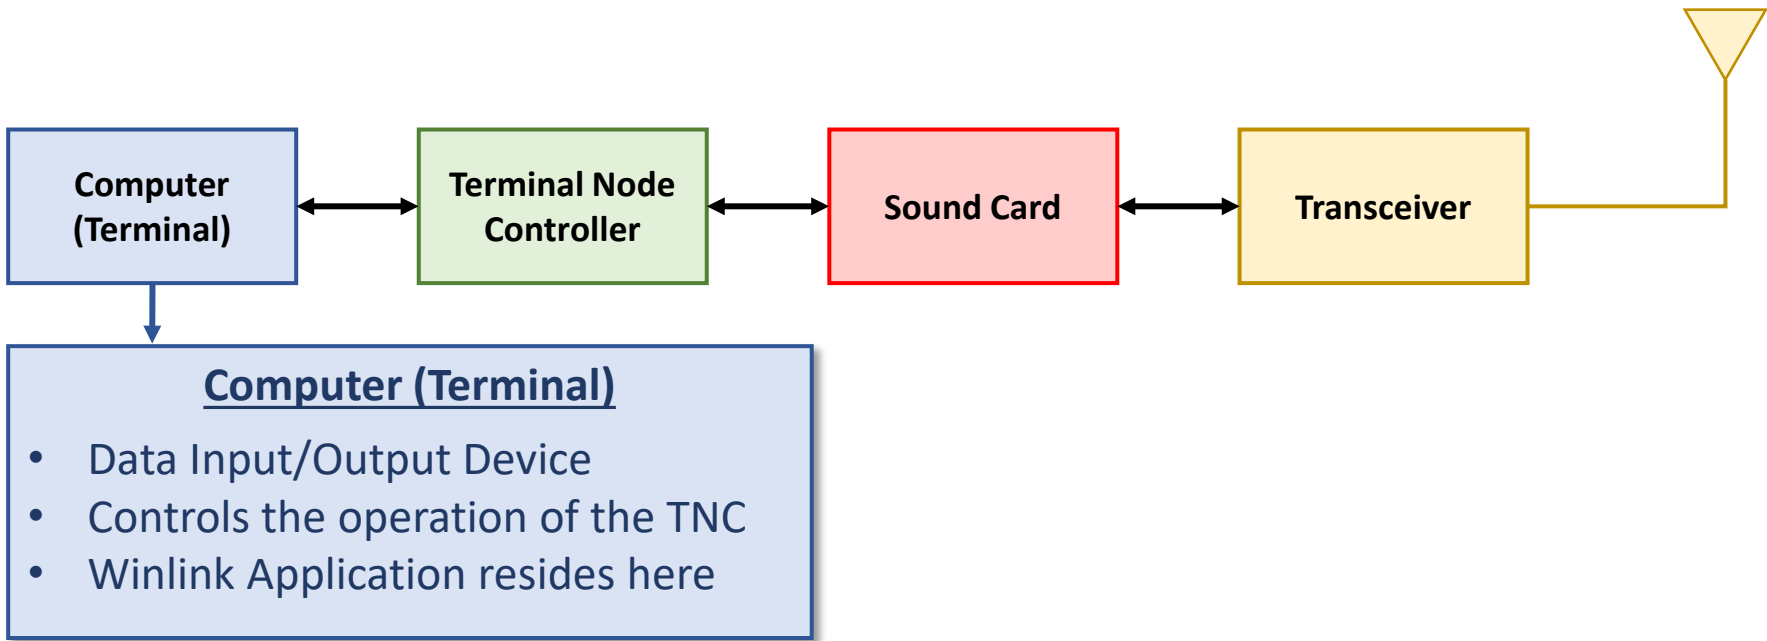 Computer
(Terminal)
Terminal Node
Controller
Sound Card
Transceiver
Computer (Terminal)
• Data Input/Output Device
• Controls the operation of the TNC
• Winlink Application resides here